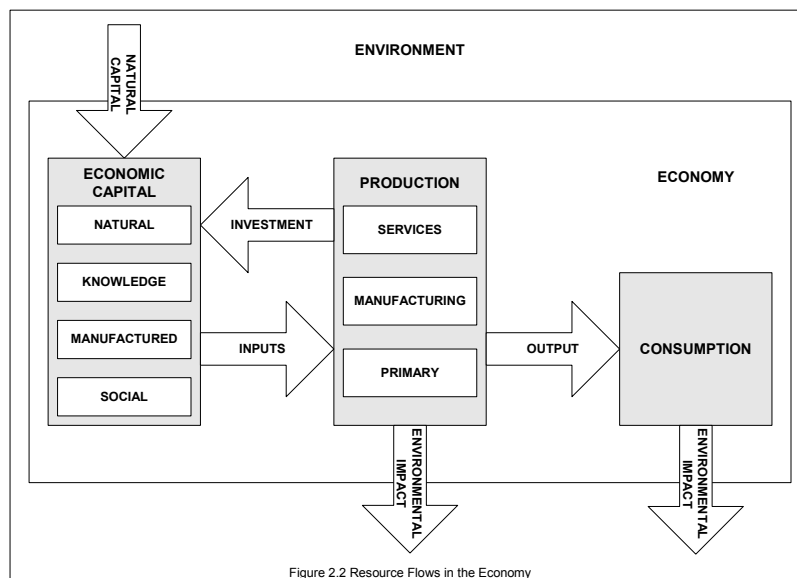 ENVIRONMENT
NATURAL
CAPITAL
ECONOMY
ECONOMIC
CAPITAL
NATURAL
KNOWLEDGE
MANUFACTURED
SOCIAL
INVESTMENT
INPUTS
PRODUCTION
SERVICES
MANUFACTURING
PRIMARY
OUTPUT
CONSUMPTION
ENVIRONMENTAL
IMPACT
ENVIRONMENTAL
IMPACT
Figure 2.2 Resource Flows in the Economy